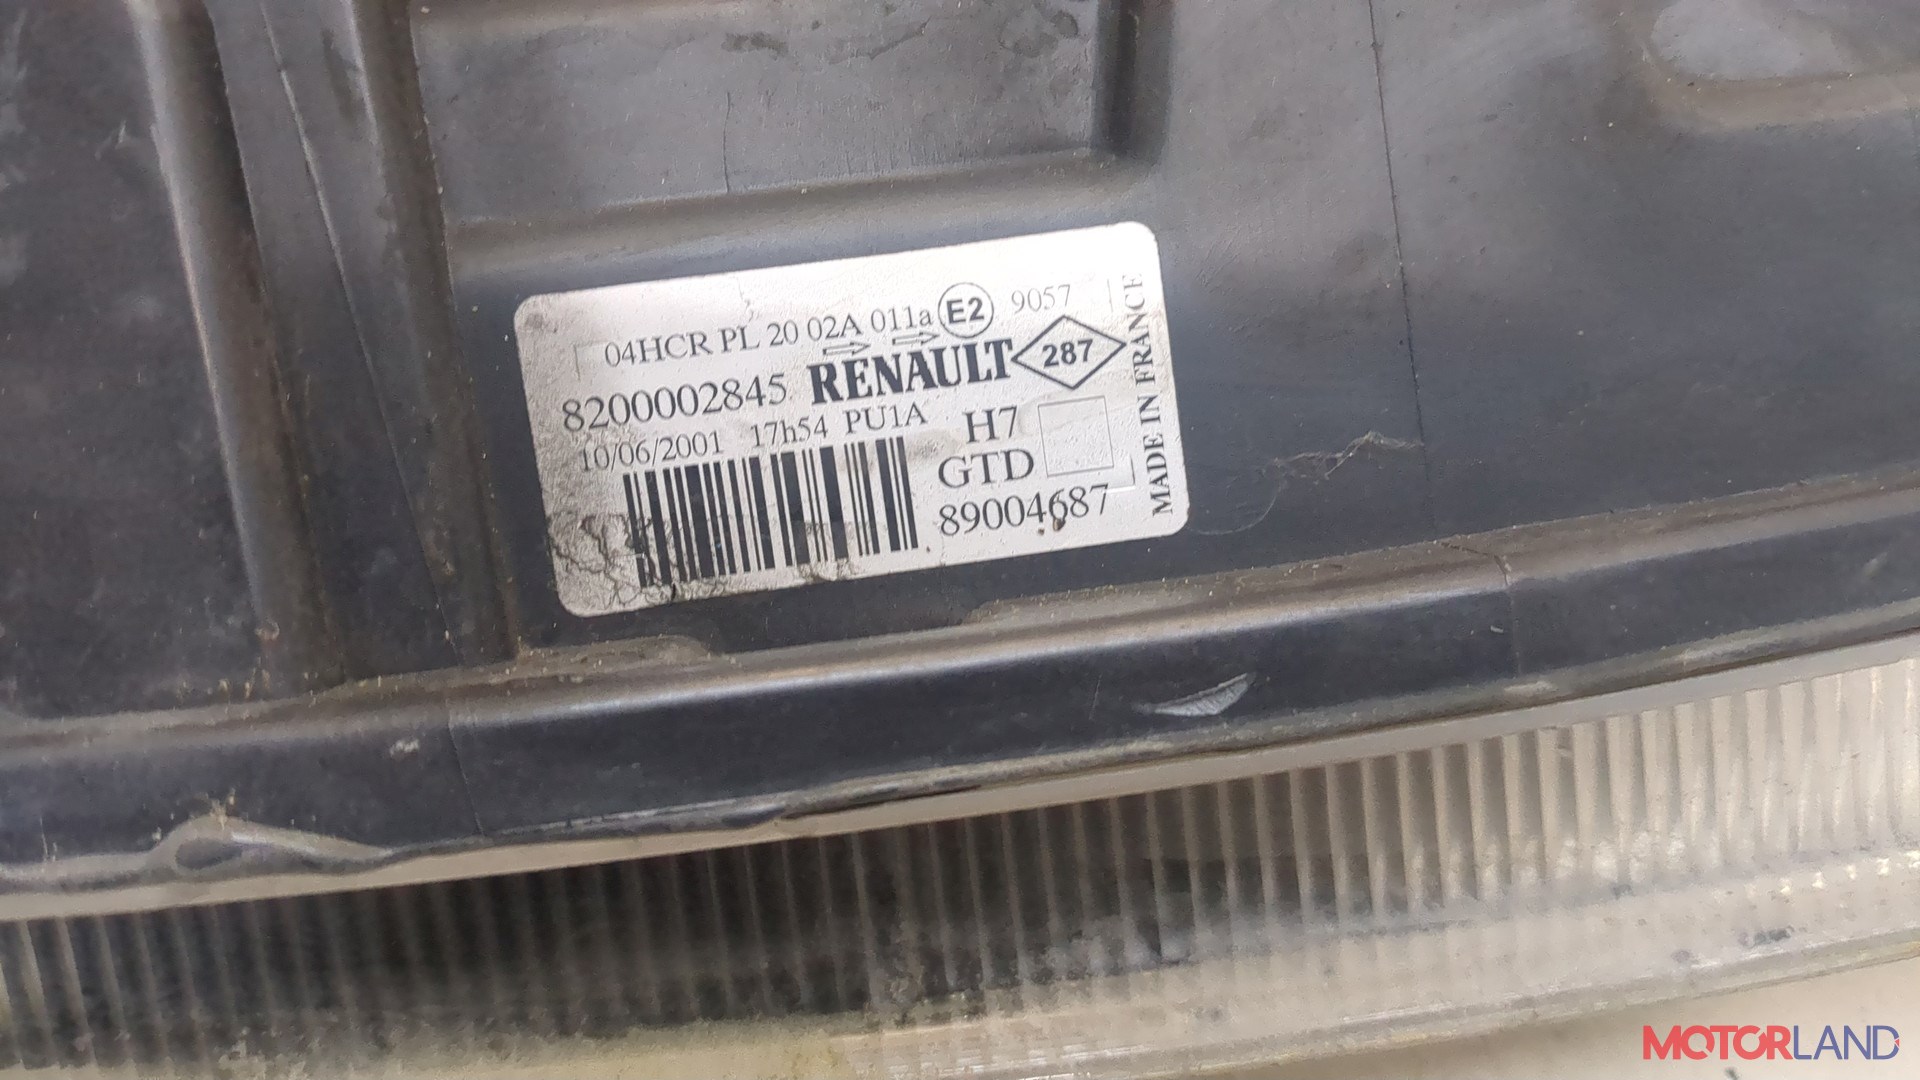 04HCR PL 20 02A 011a E2 9057
8200002845 RENAULT 287
10/06/2001 17h54 PU1A H7
GTD
89004687
MADE IN FRANCE
MOTORLAND